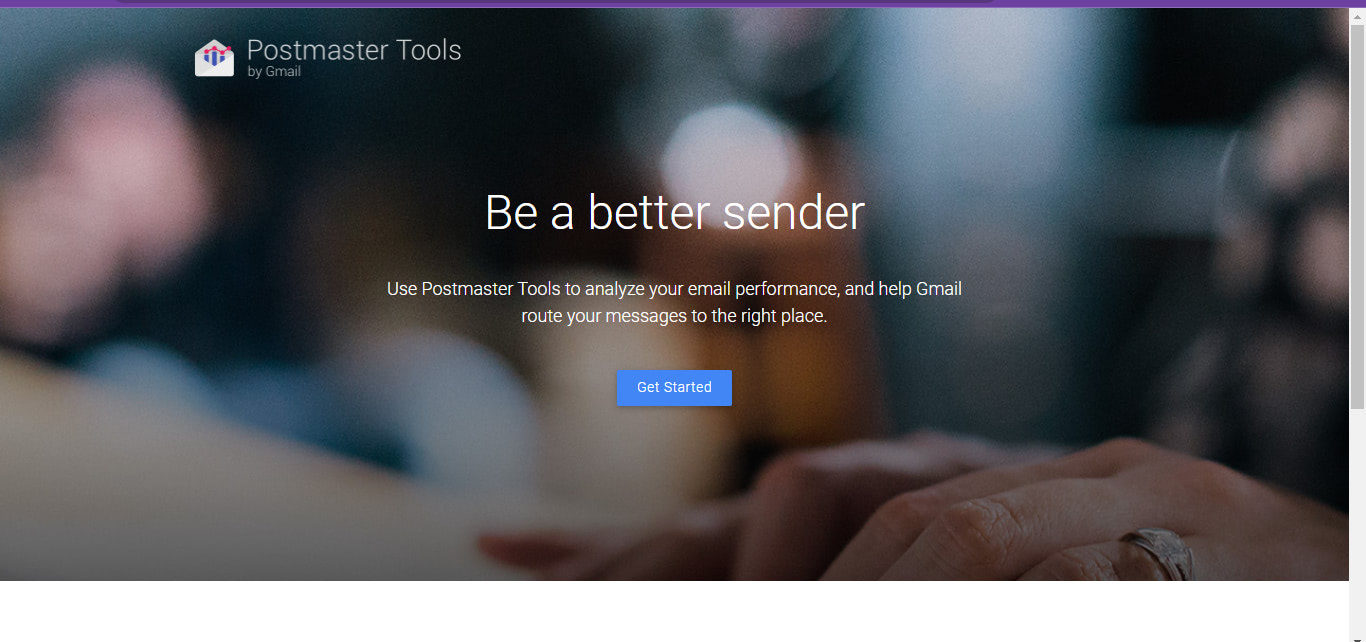 Postmaster Tools
by Gmail
Be a better sender
Use Postmaster Tools to analyze your email performance, and help Gmail
route your messages to the right place.
Get Started